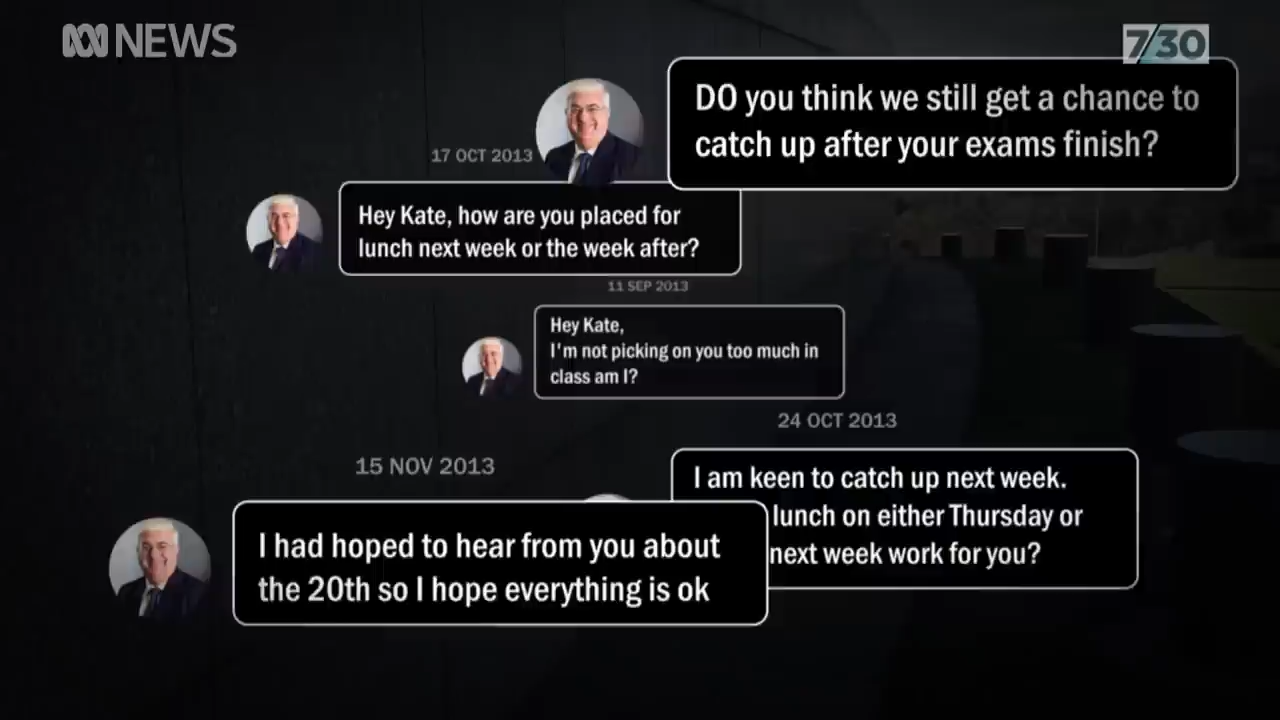 NEWS
7/30
DO you think we still get a chance to
catch up after your exams finish?
17 OCT 2013
Hey Kate, how are you placed for
lunch next week or the week after?
11 SEP 2013
Hey Kate,
I'm not picking on you too much in
class am I?
24 OCT 2013
I am keen to catch up next week.
lunch on either Thursday or
next week work for you?
15 NOV 2013
I had hoped to hear from you about
the 20th so I hope everything is ok